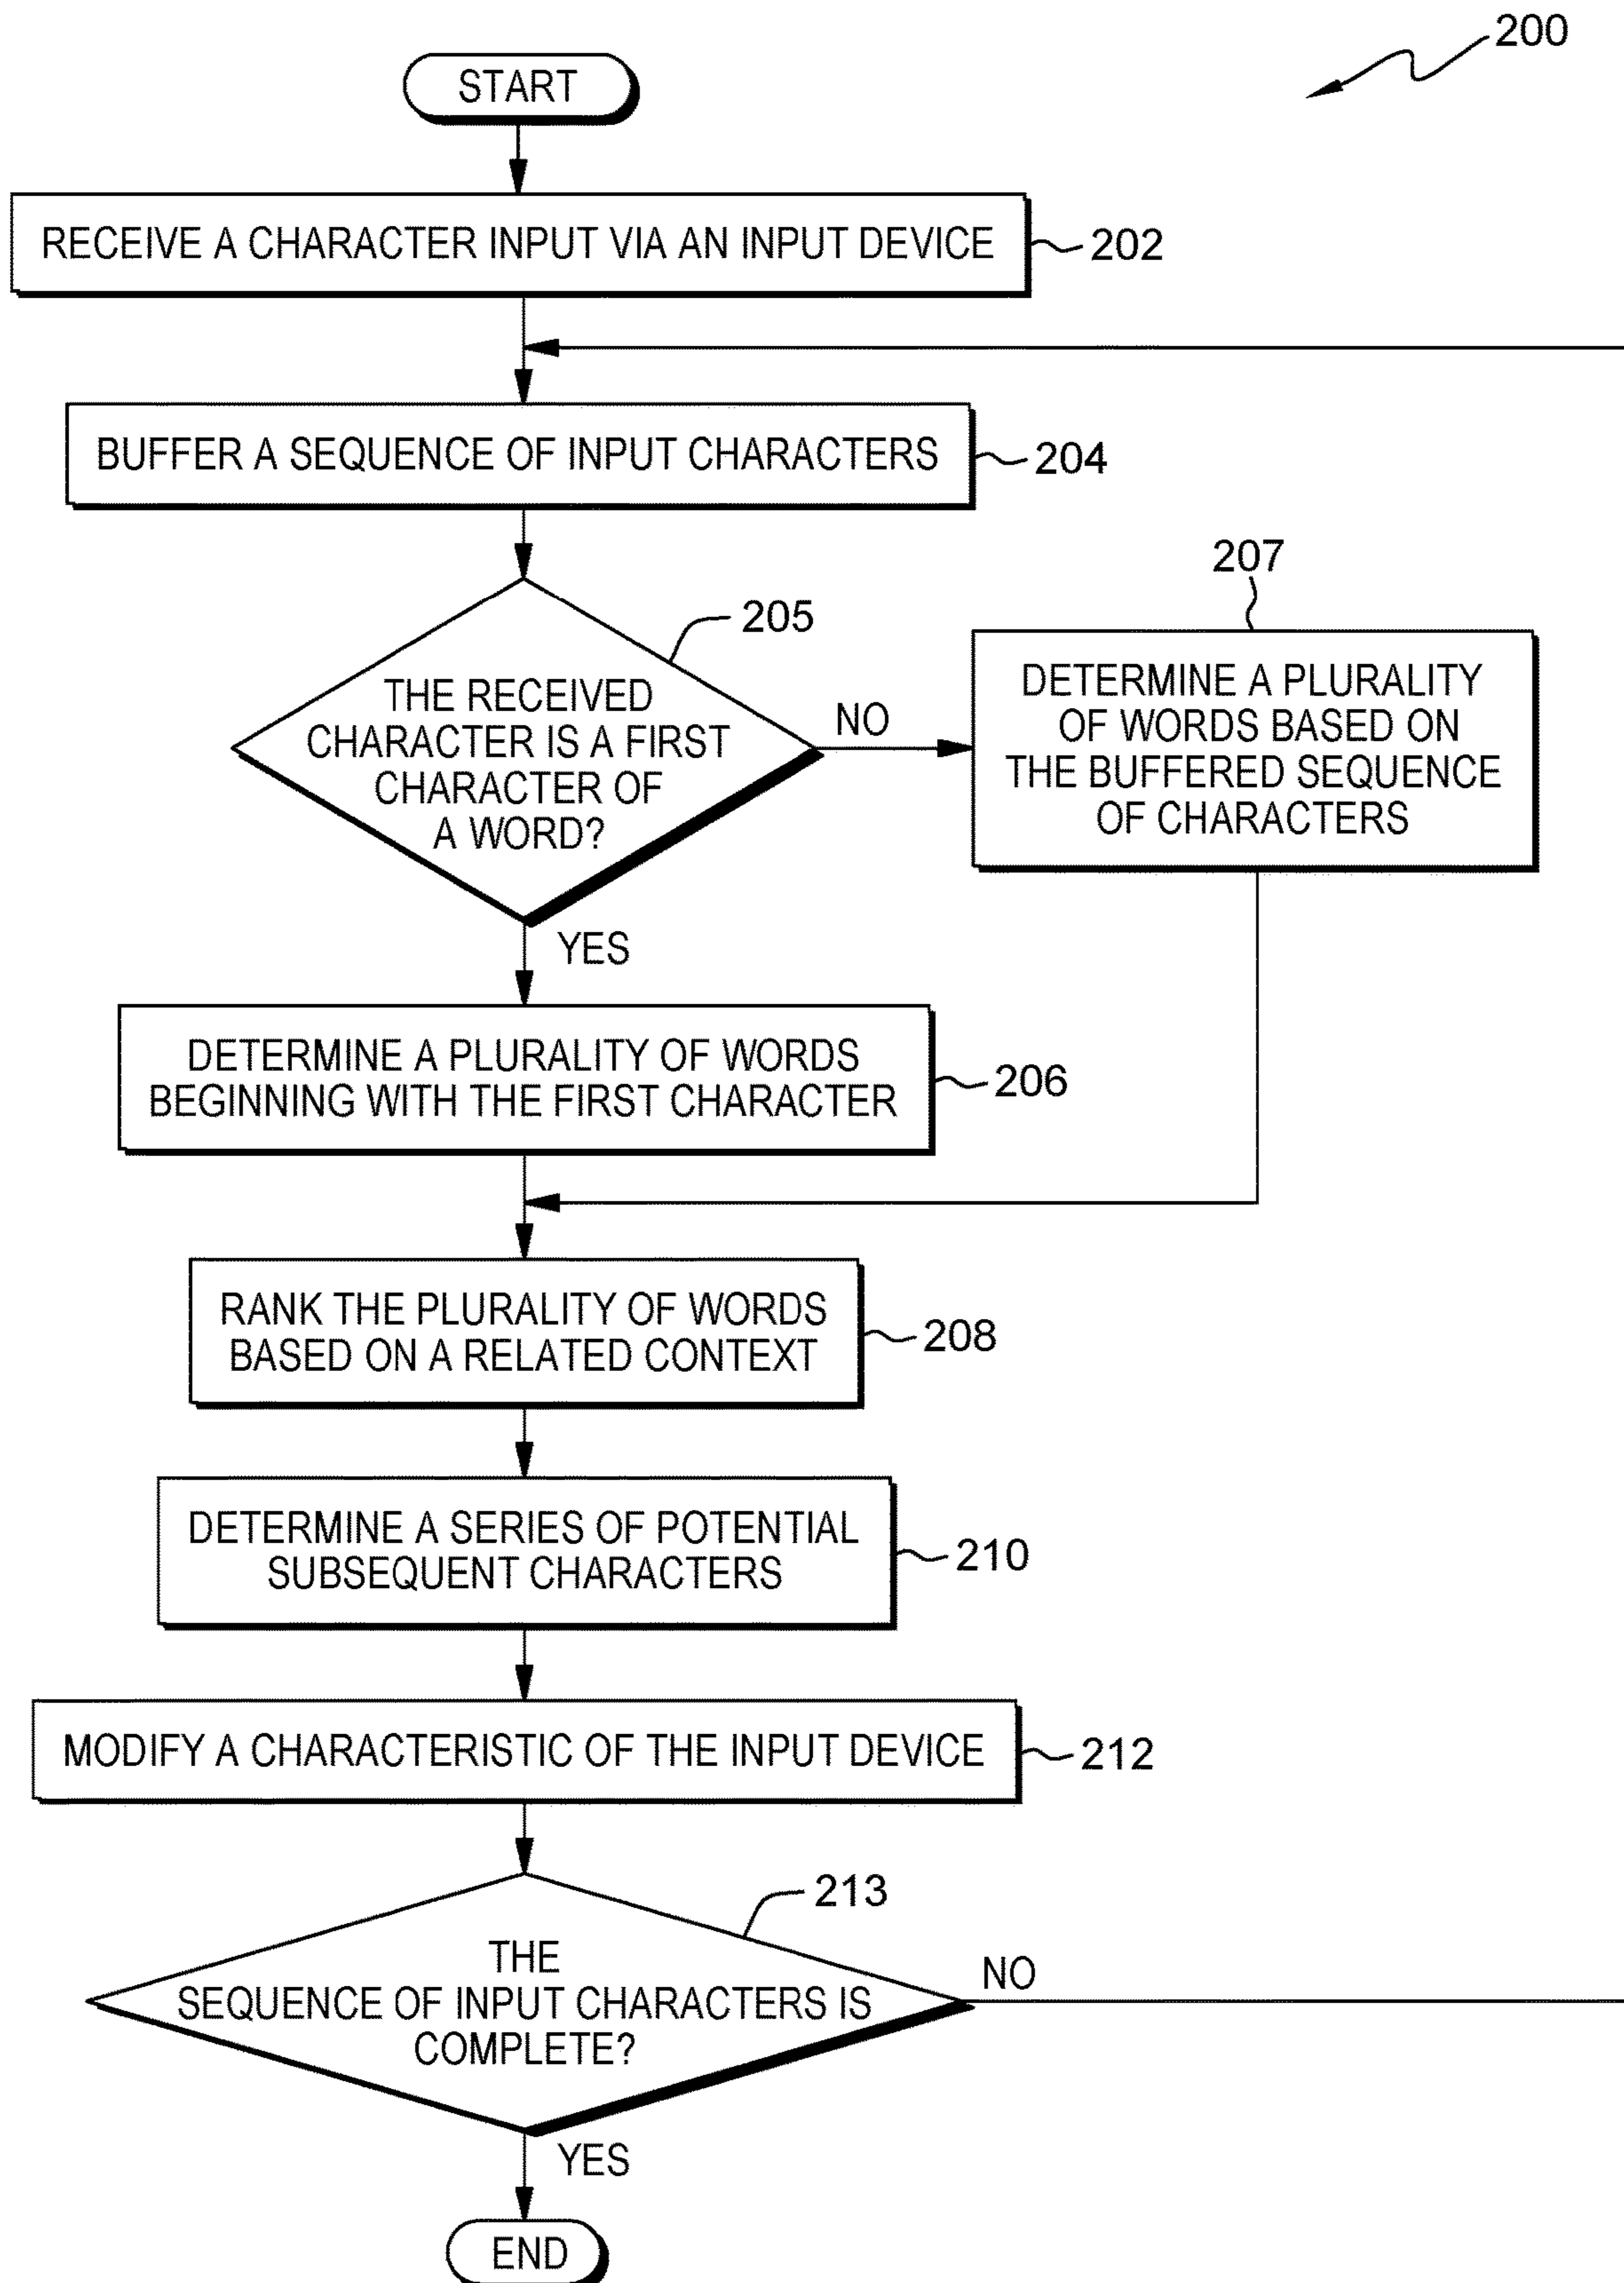 200
START
RECEIVE A CHARACTER INPUT VIA AN INPUT DEVICE
202
BUFFER A SEQUENCE OF INPUT CHARACTERS
204
205
THE RECEIVED
CHARACTER IS A FIRST
CHARACTER OF
A WORD?
NO
207
DETERMINE A PLURALITY
OF WORDS BASED ON
THE BUFFERED SEQUENCE
OF CHARACTERS
YES
DETERMINE A PLURALITY OF WORDS
BEGINNING WITH THE FIRST CHARACTER
206
RANK THE PLURALITY OF WORDS
BASED ON A RELATED CONTEXT
208
DETERMINE A SERIES OF POTENTIAL
SUBSEQUENT CHARACTERS
210
MODIFY A CHARACTERISTIC OF THE INPUT DEVICE
212
213
THE
SEQUENCE OF INPUT CHARACTERS IS
COMPLETE?
NO
YES
END